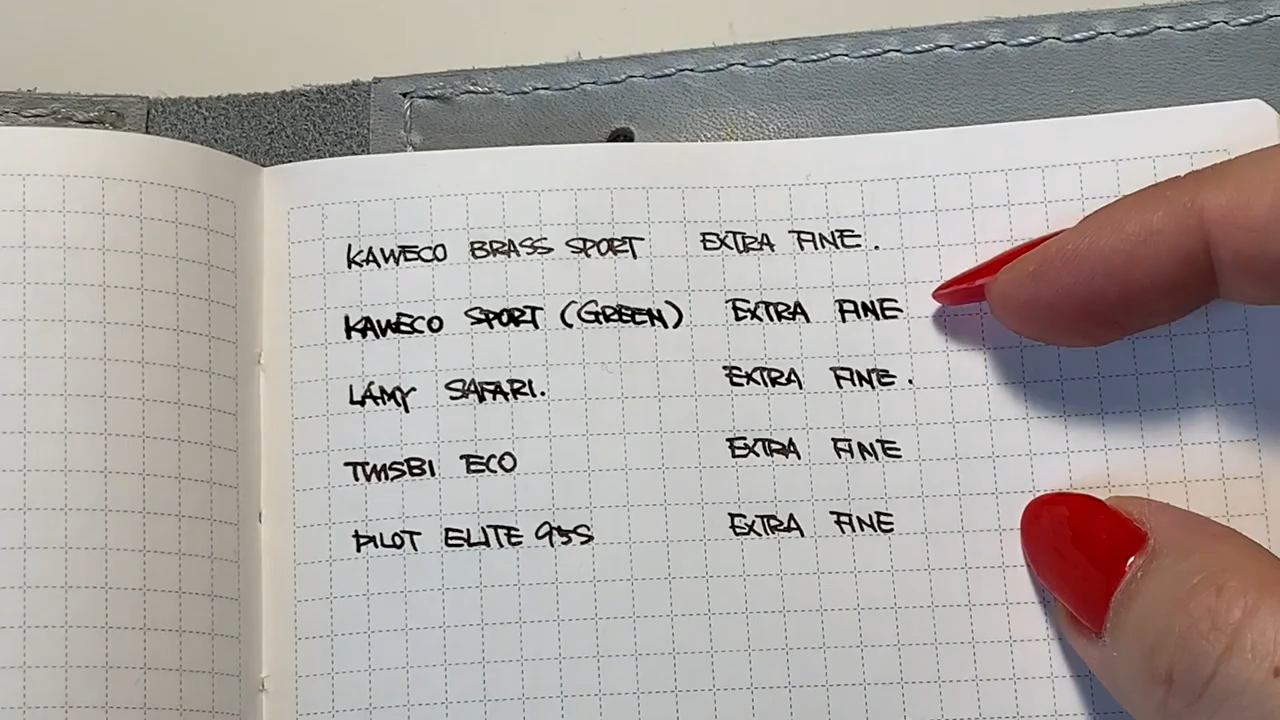 KAWECO BRASS SPORT EXTRA FINE.
KAWECO SPORT (GREEN) EXTRA FINE
LAMY SAFARI. EXTRA FINE.
TWSBI ECO EXTRA FINE
PILOT ELITE 95S EXTRA FINE